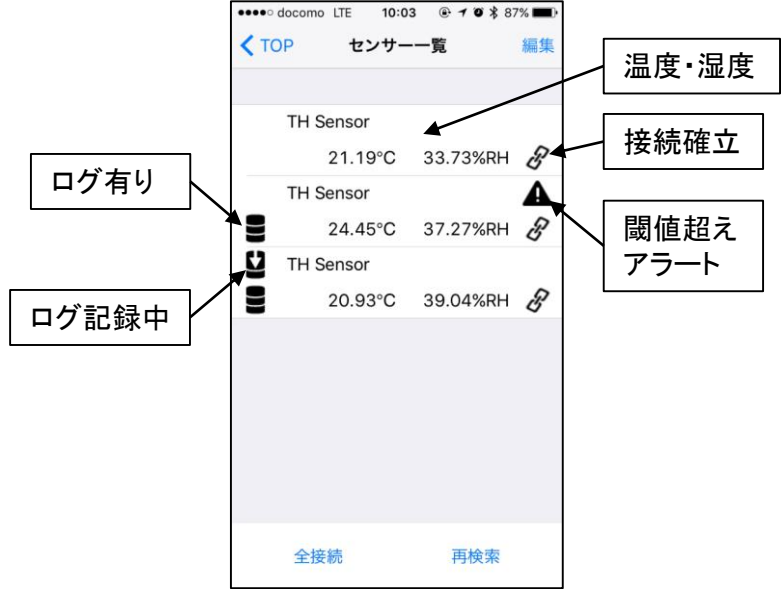 docomo LTE 10:03 87%
TOP センサー一覧 編集
温度・湿度
TH Sensor
21.19°C 33.73%RH
接続確立
ログ有り
TH Sensor
24.45°C 37.27%RH
閾値超え
アラート
TH Sensor
20.93°C 39.04%RH
ログ記録中
全接続 再検索